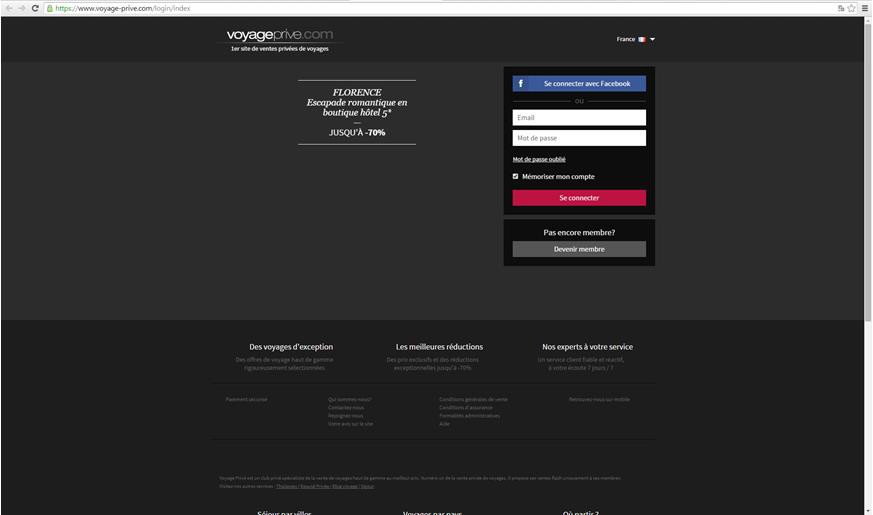 https://www.voyage-prive.com/login/index
voyageprive.com
1er site de ventes privées de voyages
France
FLORENCE
Escapade romantique en
boutique hôtel 5*
JUSQU'À -70%
f Se connecter avec Facebook
OU
Email
Mot de passe
Mot de passe oublié
Mémoriser mon compte
Se connecter
Pas encore membre?
Devenir membre
Des voyages d'exception
Des offres de voyage haut de gamme
rigoureusement sélectionnées
Les meilleures réductions
Des prix exclusifs et des réductions
exceptionnelles jusqu'à -70%
Nos experts à votre service
Un service client fiable et réactif,
à votre écoute 7 jours / 7
Paiement sécurisé
Qui sommes-nous?
Contactez-nous
Rejoignez-nous
Votre avis sur le site
Conditions générales de vente
Conditions d'assurance
Formalités administratives
Aide
Retrouvez-nous sur mobile
Voyage Privé est un club privé spécialiste de la vente de voyages haut de gamme au meilleur prix. Numéro un de la vente privée de voyages, il propose ses ventes flash uniquement à ses membres.
Visitez nos autres services :
Séjour par villes
Voyages par pays
Où partir ?